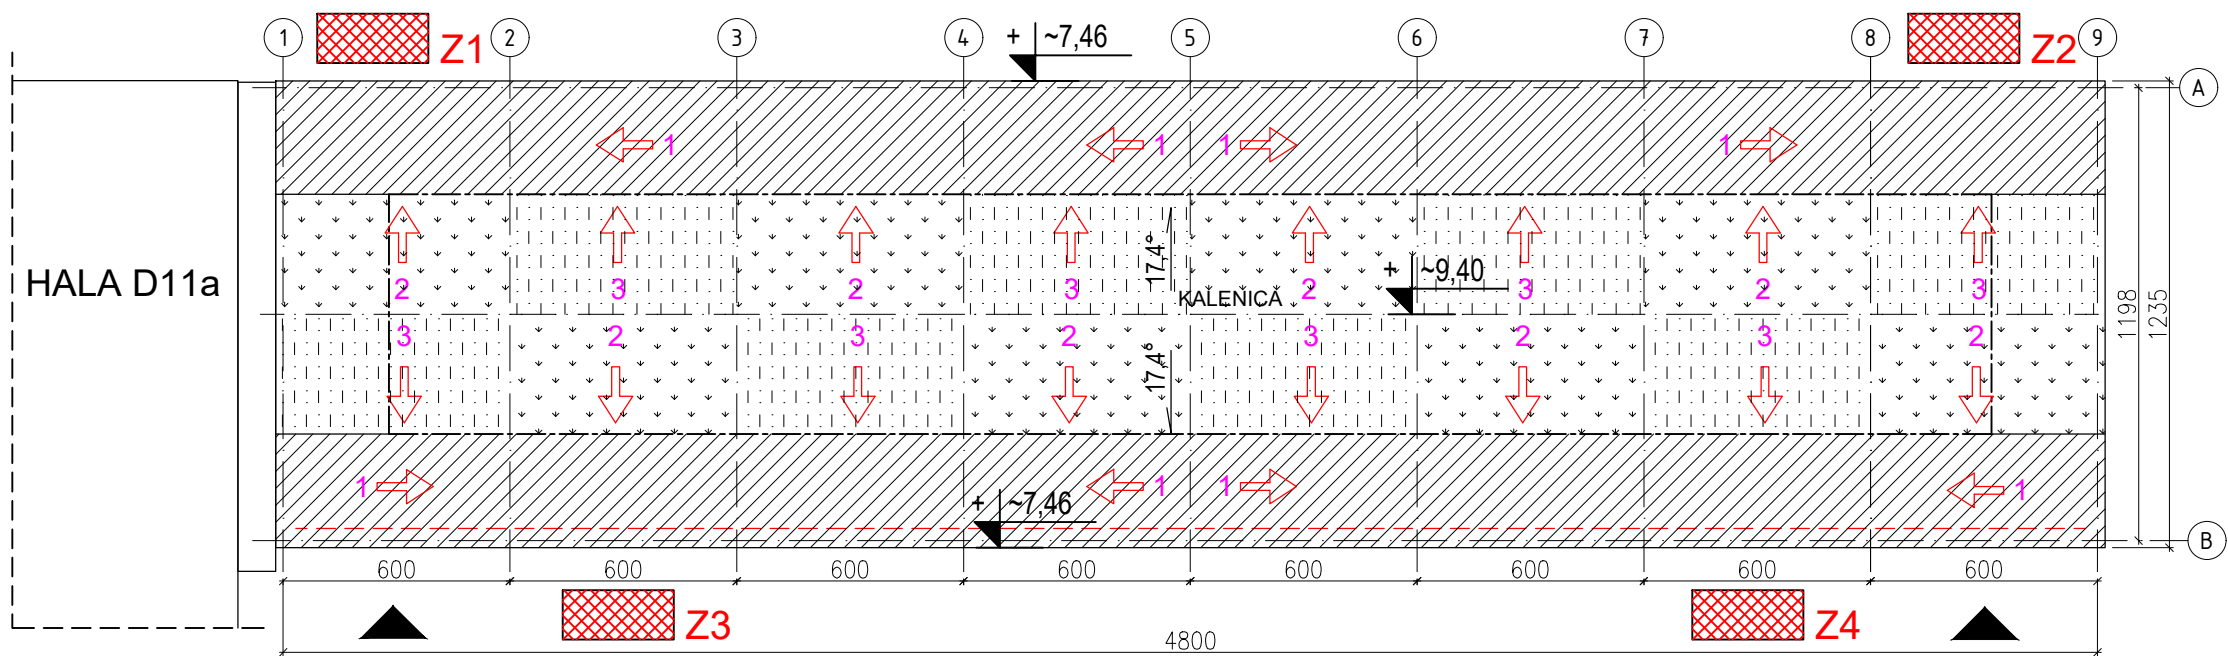 1 Z1 2 3 4 + ~7,46 5 6 7 8 Z2 9
A
1 1 1 1
2 3 2 3 17,4° KALENICA 2 + ~9,40 3 2 3
HALA D11a
3 2 3 2 17,4° 3 2 3 2
1198
1235
1 1 1 1
+ ~7,46
B
600 600 600 600 600 600 600 600
Z3 Z4
4800